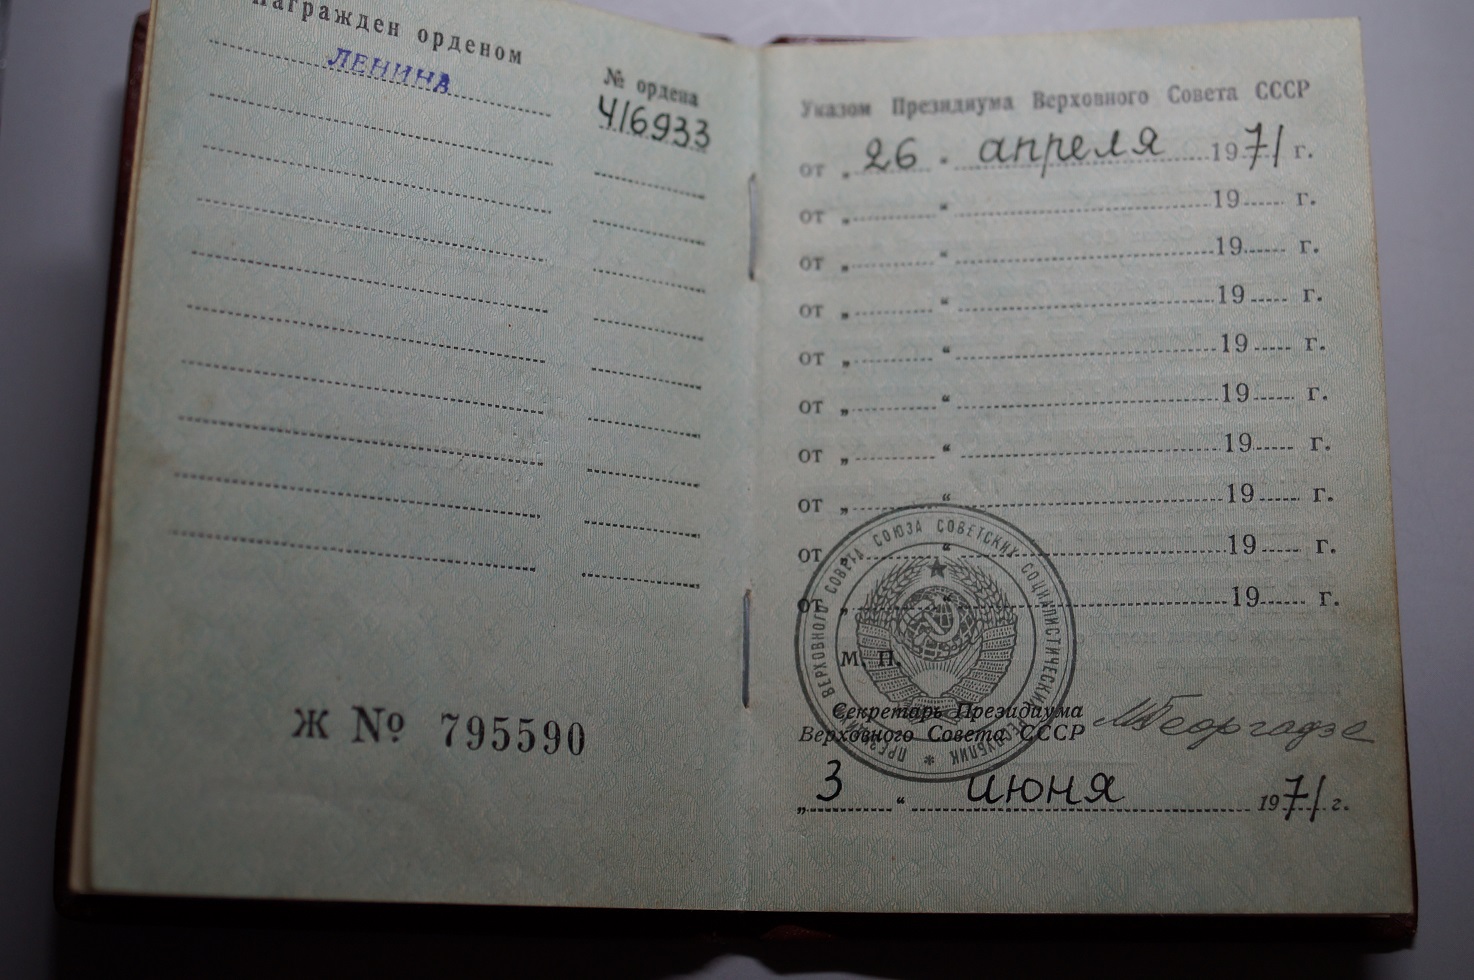 Награжден орденом
ЛЕНИНА
№ ордена
416933
Ж № 795590
Указом Президиума Верховного Совета СССР
от „ 26 “ апреля 1971 г.
от „ “ 19 г.
от „ “ 19 г.
от „ “ 19 г.
от „ “ 19 г.
от „ “ 19 г.
от „ “ 19 г.
от „ “ 19 г.
от „ “ 19 г.
от „ “ 19 г.
ПРЕЗИДИУМ ВЕРХОВНОГО СОВЕТА СОЮЗА СОВЕТСКИХ СОЦИАЛИСТИЧЕСКИХ РЕСПУБЛИК
М. П.
Секретарь Президиума
Верховного Совета СССР
МГеоргадзе
„ 3 “ июня 1971 г.